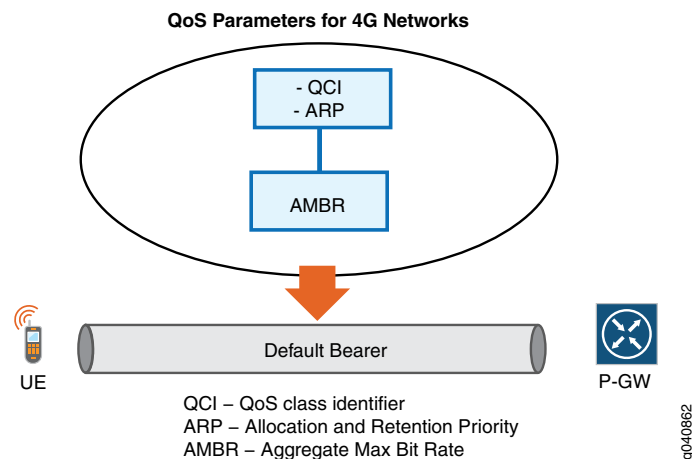 QoS Parameters for 4G Networks
- QCI
- ARP
AMBR
Default Bearer
UE
P-GW
QCI – QoS class identifier
ARP – Allocation and Retention Priority
AMBR – Aggregate Max Bit Rate
g040862